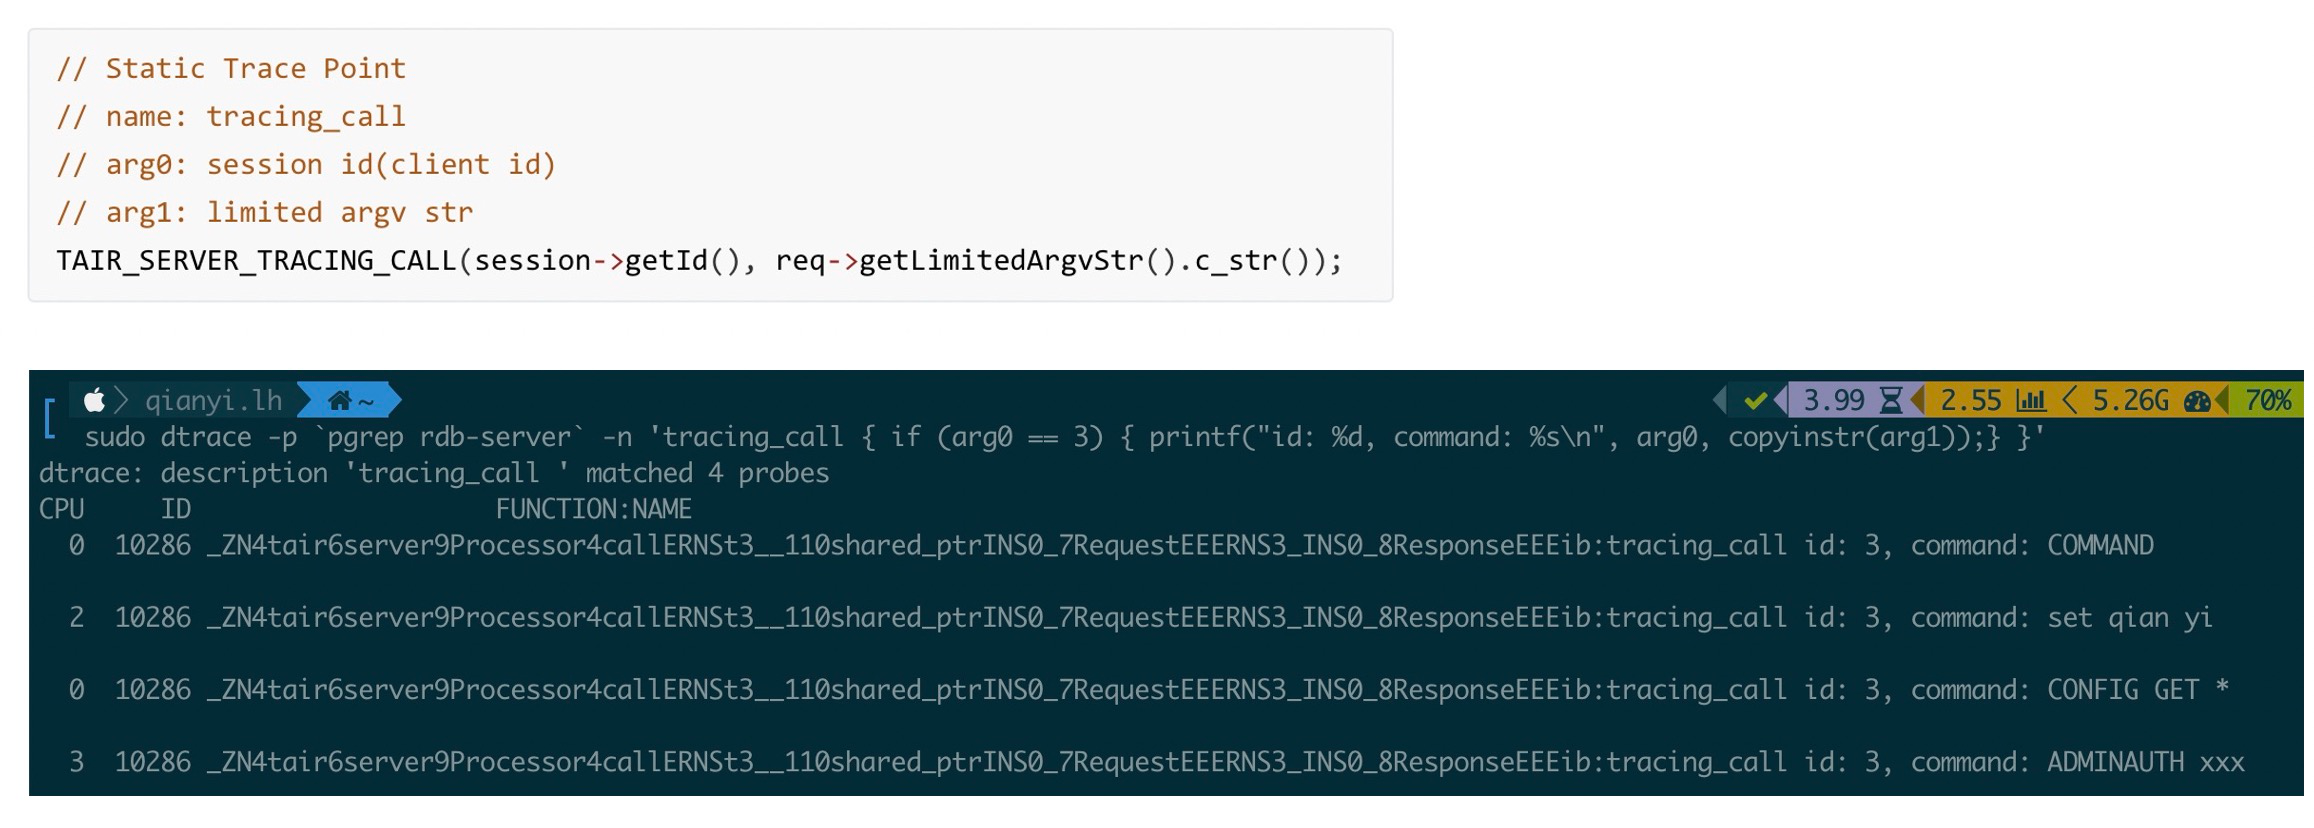 // Static Trace Point
// name: tracing_call
// arg0: session id(client id)
// arg1: limited argv str
TAIR_SERVER_TRACING_CALL(session->getId(), req->getLimitedArgvStr().c_str());
qianyi.lh ~ 3.99 2.55 5.26G 70%
sudo dtrace -p `pgrep rdb-server` -n 'tracing_call { if (arg0 == 3) { printf("id: %d, command: %s\n", arg0, copyinstr(arg1));} }'
dtrace: description 'tracing_call ' matched 4 probes
CPU ID FUNCTION:NAME
0 10286 _ZN4tair6server9Processor4callERNSt3__110shared_ptrINS0_7RequestEEERNS3_INS0_8ResponseEEEib:tracing_call id: 3, command: COMMAND
2 10286 _ZN4tair6server9Processor4callERNSt3__110shared_ptrINS0_7RequestEEERNS3_INS0_8ResponseEEEib:tracing_call id: 3, command: set qian yi
0 10286 _ZN4tair6server9Processor4callERNSt3__110shared_ptrINS0_7RequestEEERNS3_INS0_8ResponseEEEib:tracing_call id: 3, command: CONFIG GET *
3 10286 _ZN4tair6server9Processor4callERNSt3__110shared_ptrINS0_7RequestEEERNS3_INS0_8ResponseEEEib:tracing_call id: 3, command: ADMINAUTH xxx